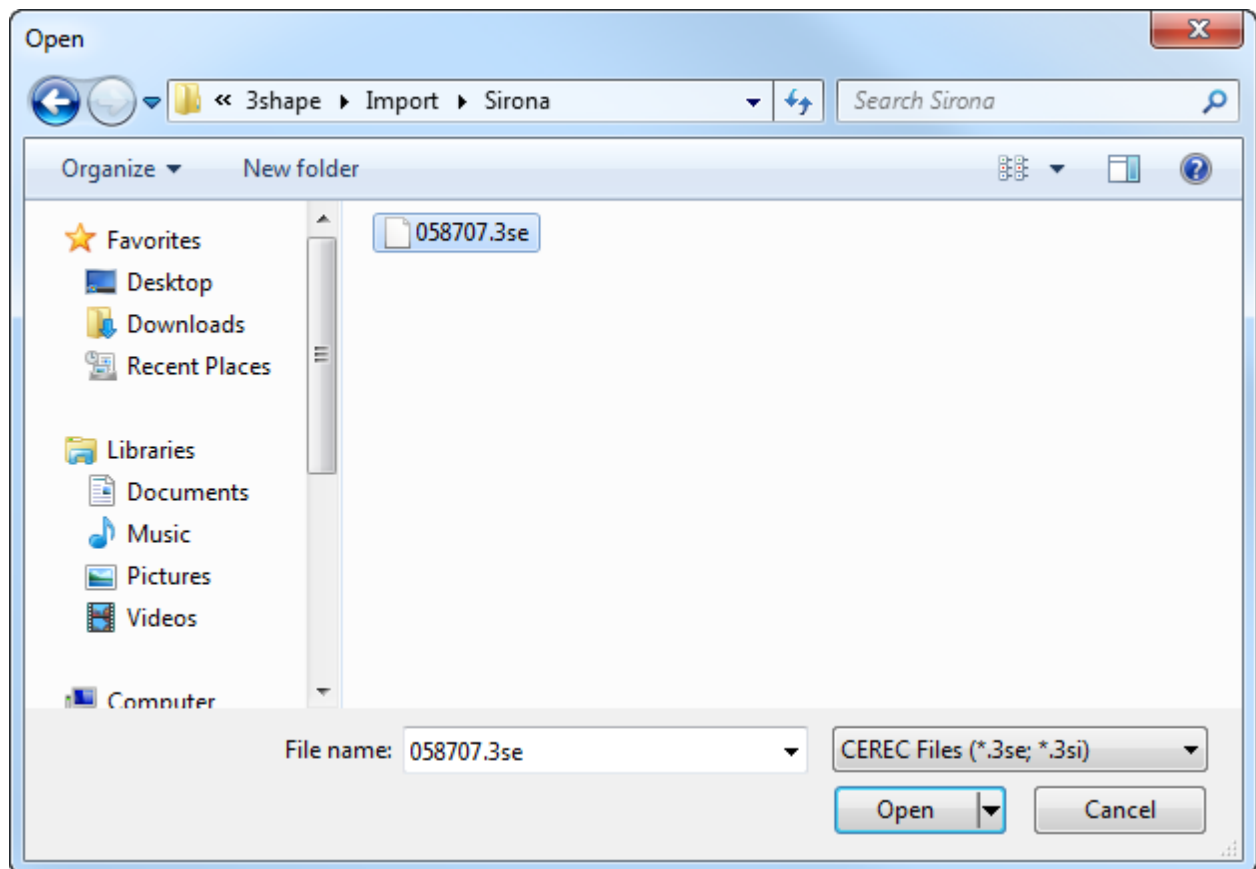 Open
« 3shape ▸ Import ▸ Sirona
Search Sirona
Organize
New folder
Favorites
Desktop
Downloads
Recent Places
Libraries
Documents
Music
Pictures
Videos
Computer
058707.3se
File name: 058707.3se
CEREC Files (*.3se; *.3si)
Open
Cancel